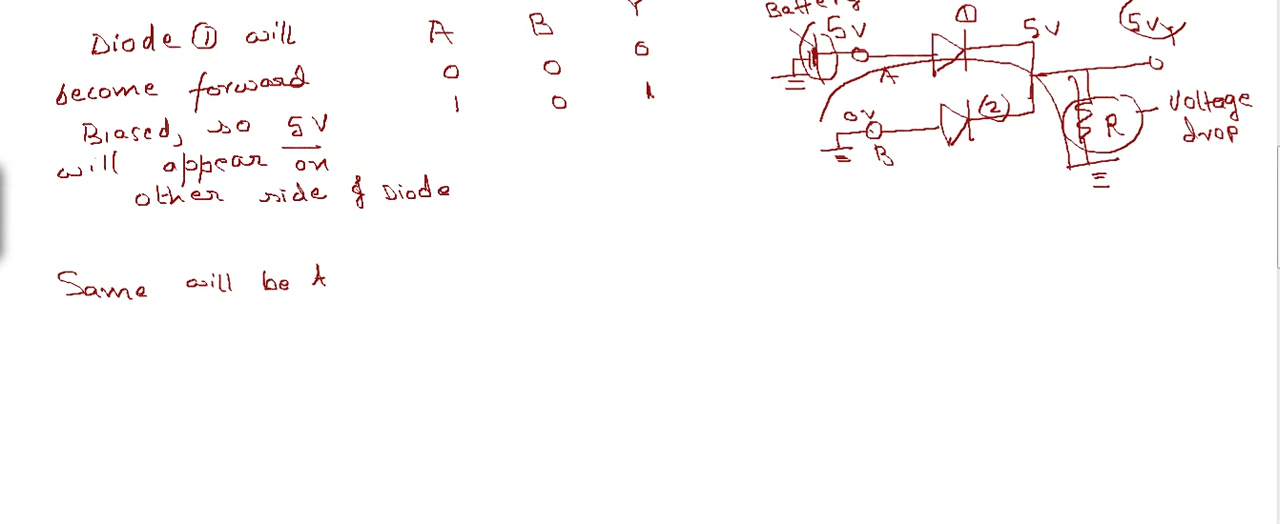 Diode ① will
become forward
Biased, so 5V
will appear on
other side of Diode
A B Y
0 0 0
1 0 1
Same will be
Battery
5V
①
5V
5V
A
0V
(2)
B
R
Voltage
drop